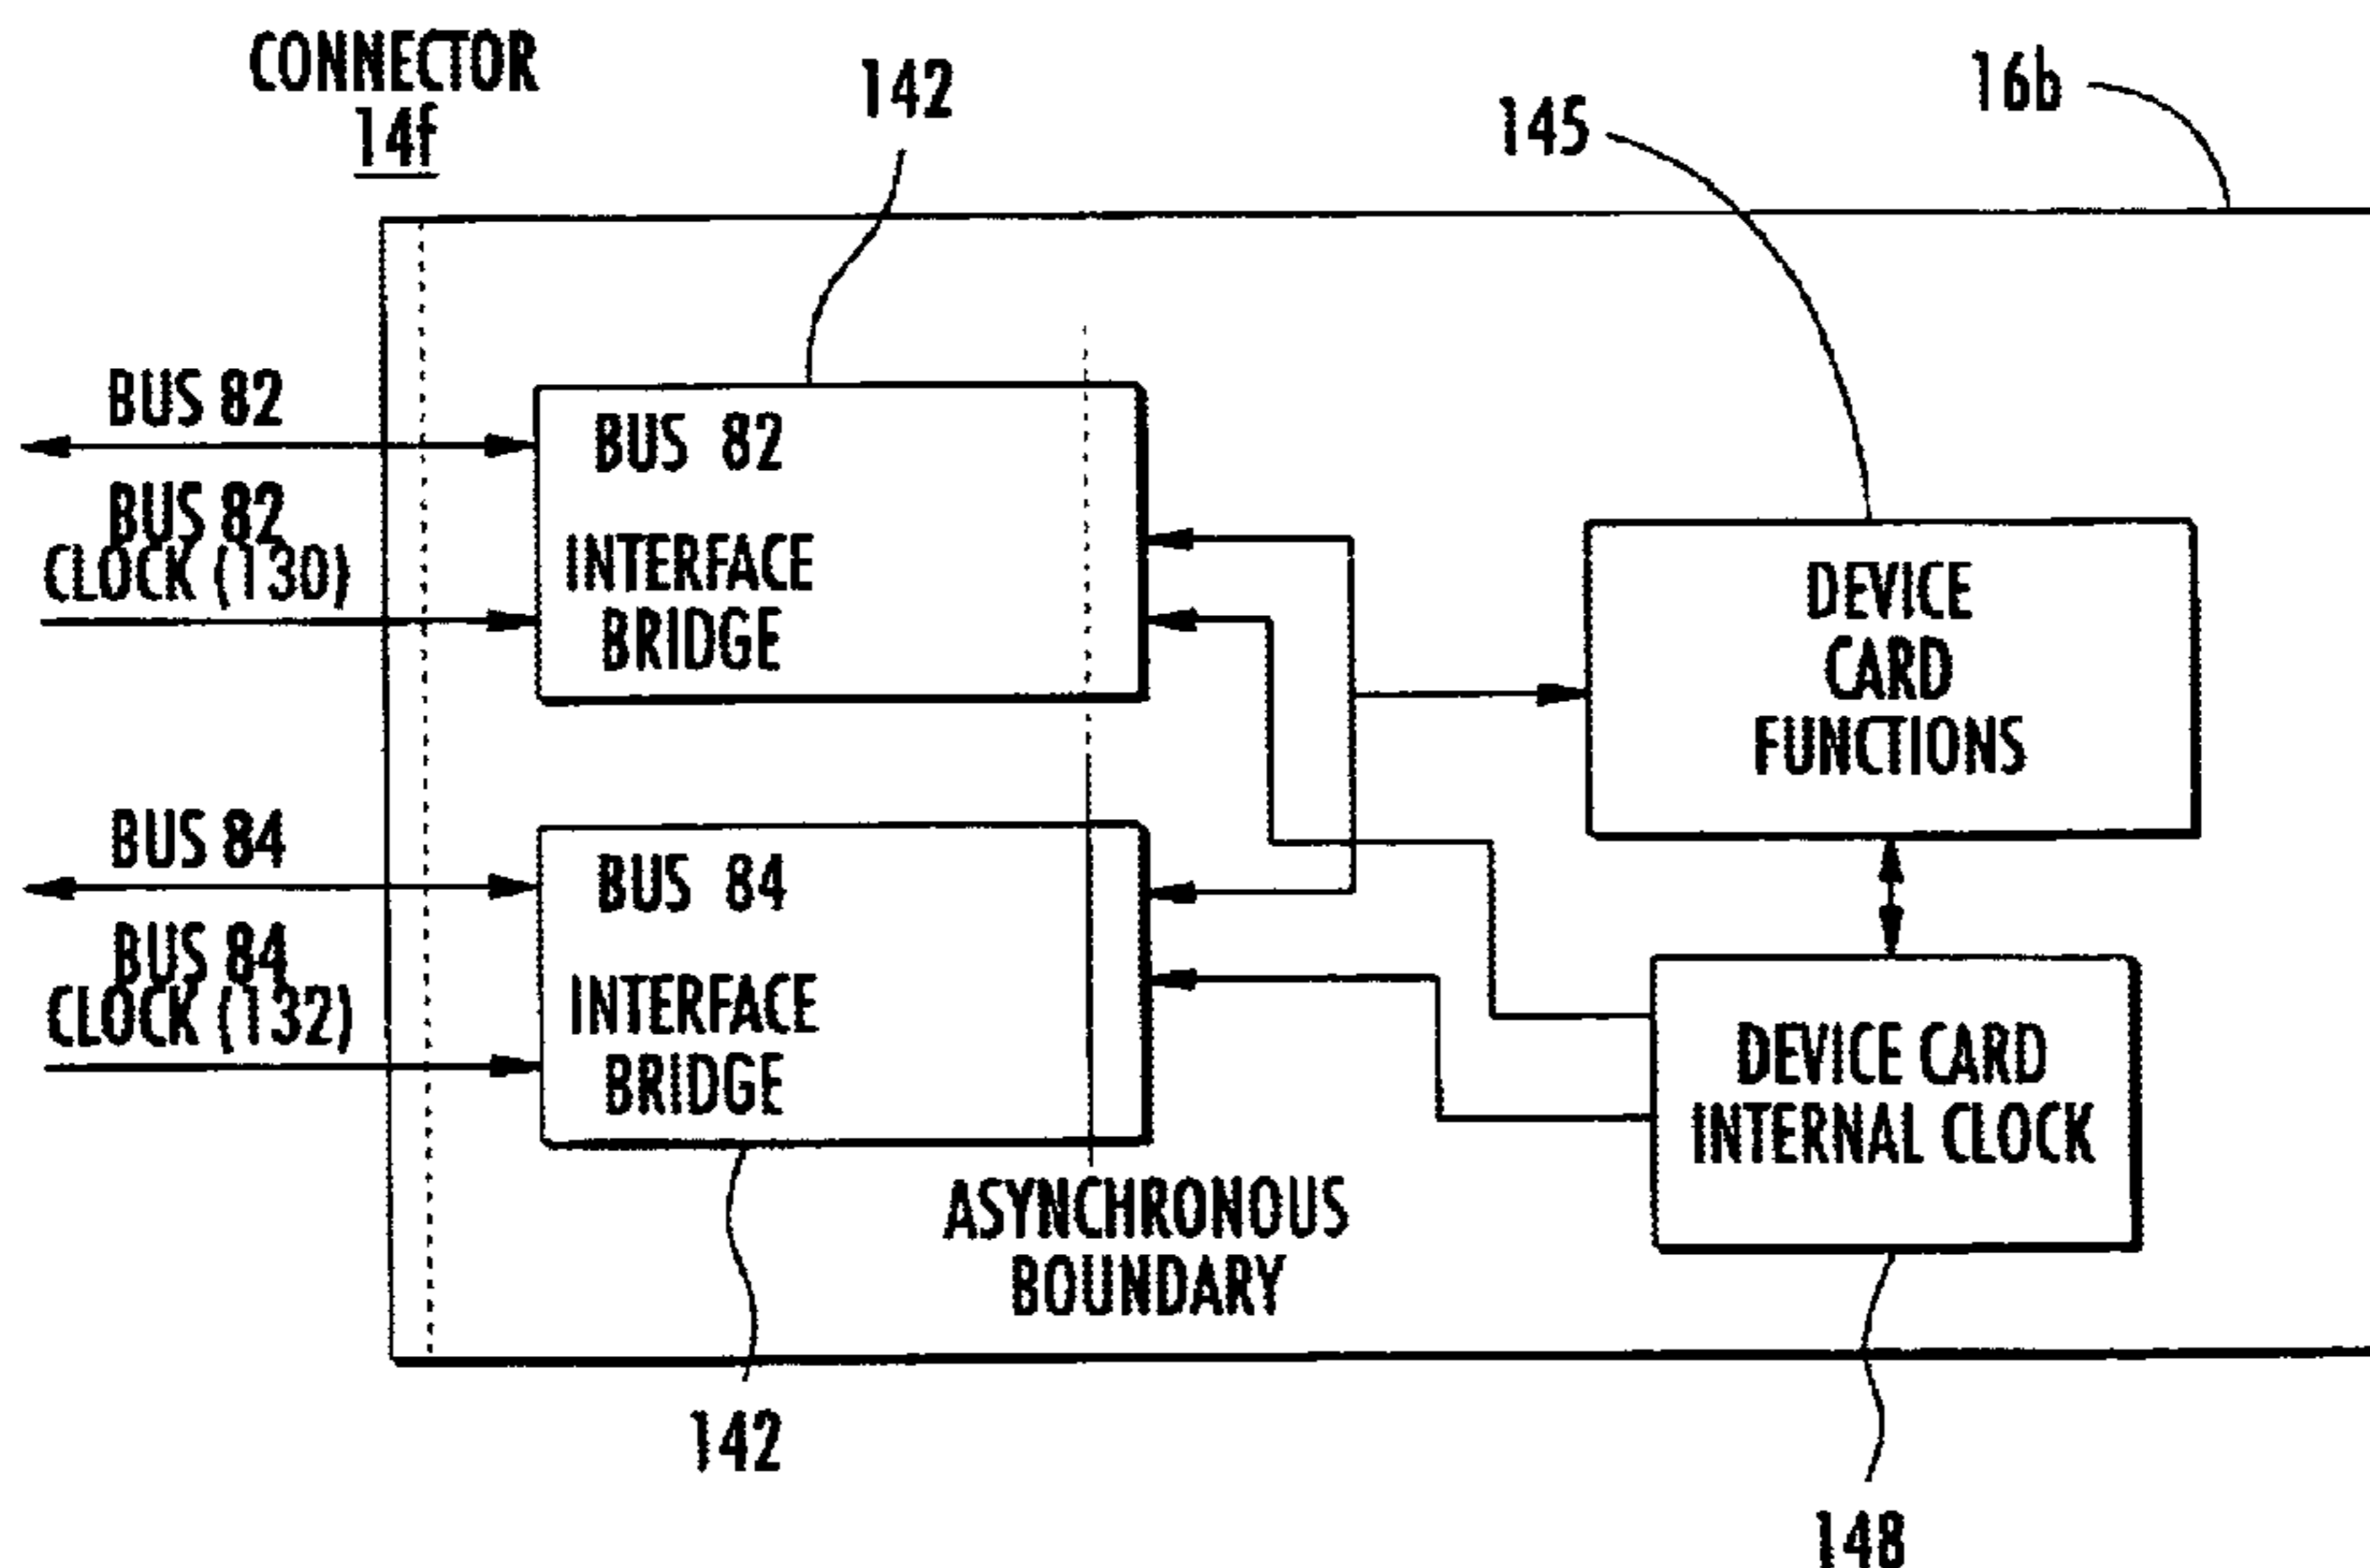 CONNECTOR
14f
142
145
16b
BUS 82
BUS 82
CLOCK (130)
BUS 82
INTERFACE
BRIDGE
DEVICE
CARD
FUNCTIONS
BUS 84
BUS 84
CLOCK (132)
BUS 84
INTERFACE
BRIDGE
DEVICE CARD
INTERNAL CLOCK
ASYNCHRONOUS
BOUNDARY
142
148